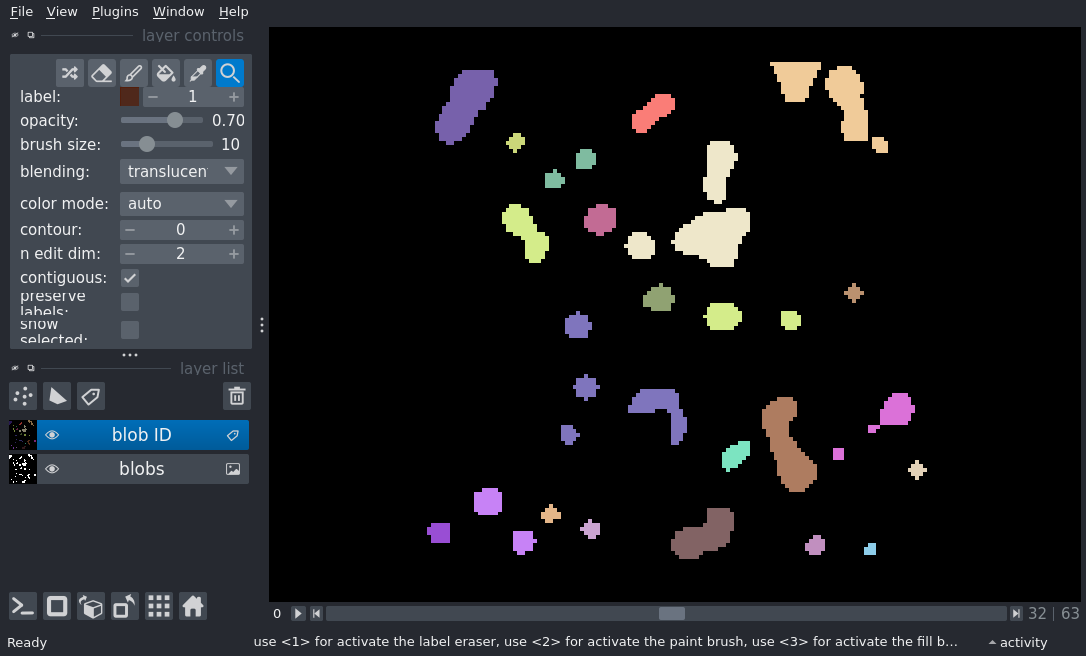 File View Plugins Window Help
layer controls
label: 1
opacity: 0.70
brush size: 10
blending: translucen
color mode: auto
contour: 0
n edit dim: 2
contiguous:
preserve
labels:
show
selected:
layer list
blob ID
blobs
0 32 63
Ready use <1> for activate the label eraser, use <2> for activate the paint brush, use <3> for activate the fill b... activity